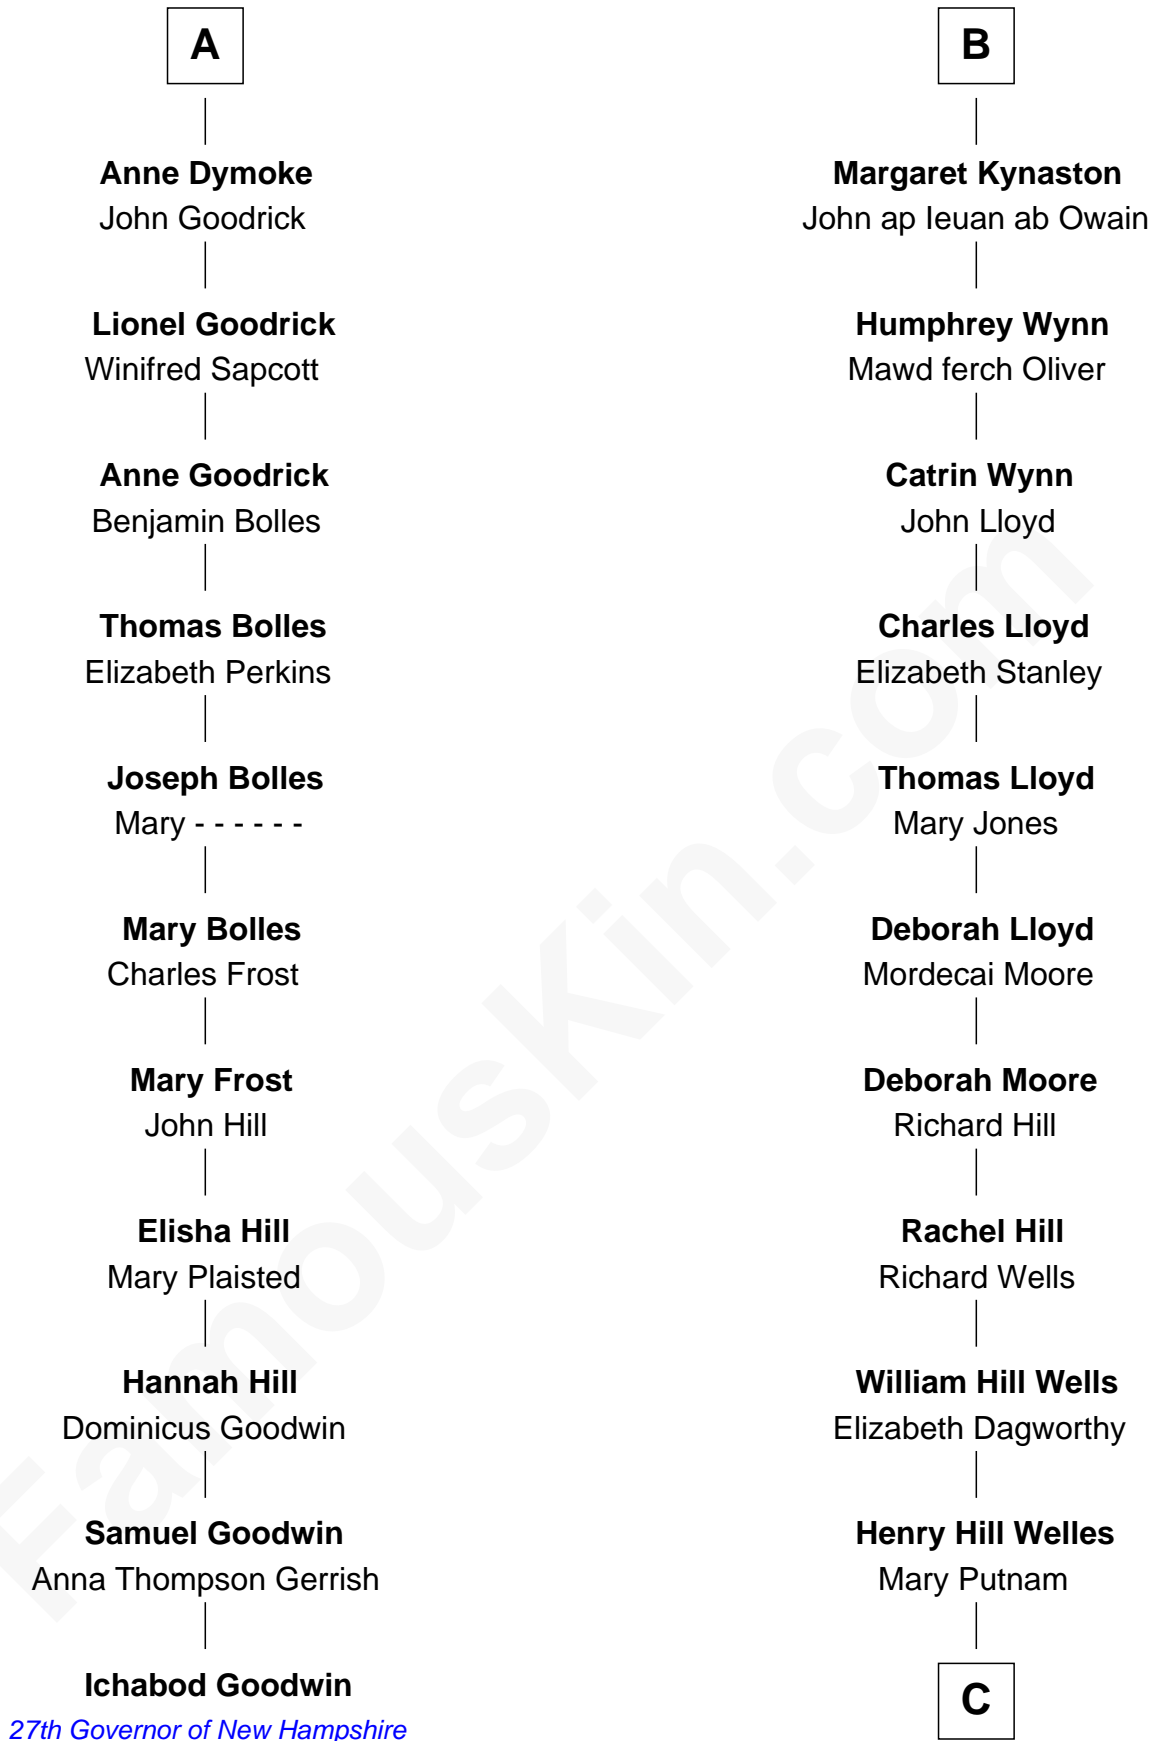 A
Anne Dymoke
John Goodrick
Lionel Goodrick
Winifred Sapcott
Anne Goodrick
Benjamin Bolles
Thomas Bolles
Elizabeth Perkins
Joseph Bolles
Mary - - - - - -
Mary Bolles
Charles Frost
Mary Frost
John Hill
Elisha Hill
Mary Plaisted
Hannah Hill
Dominicus Goodwin
Samuel Goodwin
Anna Thompson Gerrish
Ichabod Goodwin
27th Governor of New Hampshire
B
Margaret Kynaston
John ap Ieuan ab Owain
Humphrey Wynn
Mawd ferch Oliver
Catrin Wynn
John Lloyd
Charles Lloyd
Elizabeth Stanley
Thomas Lloyd
Mary Jones
Deborah Lloyd
Mordecai Moore
Deborah Moore
Richard Hill
Rachel Hill
Richard Wells
William Hill Wells
Elizabeth Dagworthy
Henry Hill Welles
Mary Putnam
C
FamousKin.com